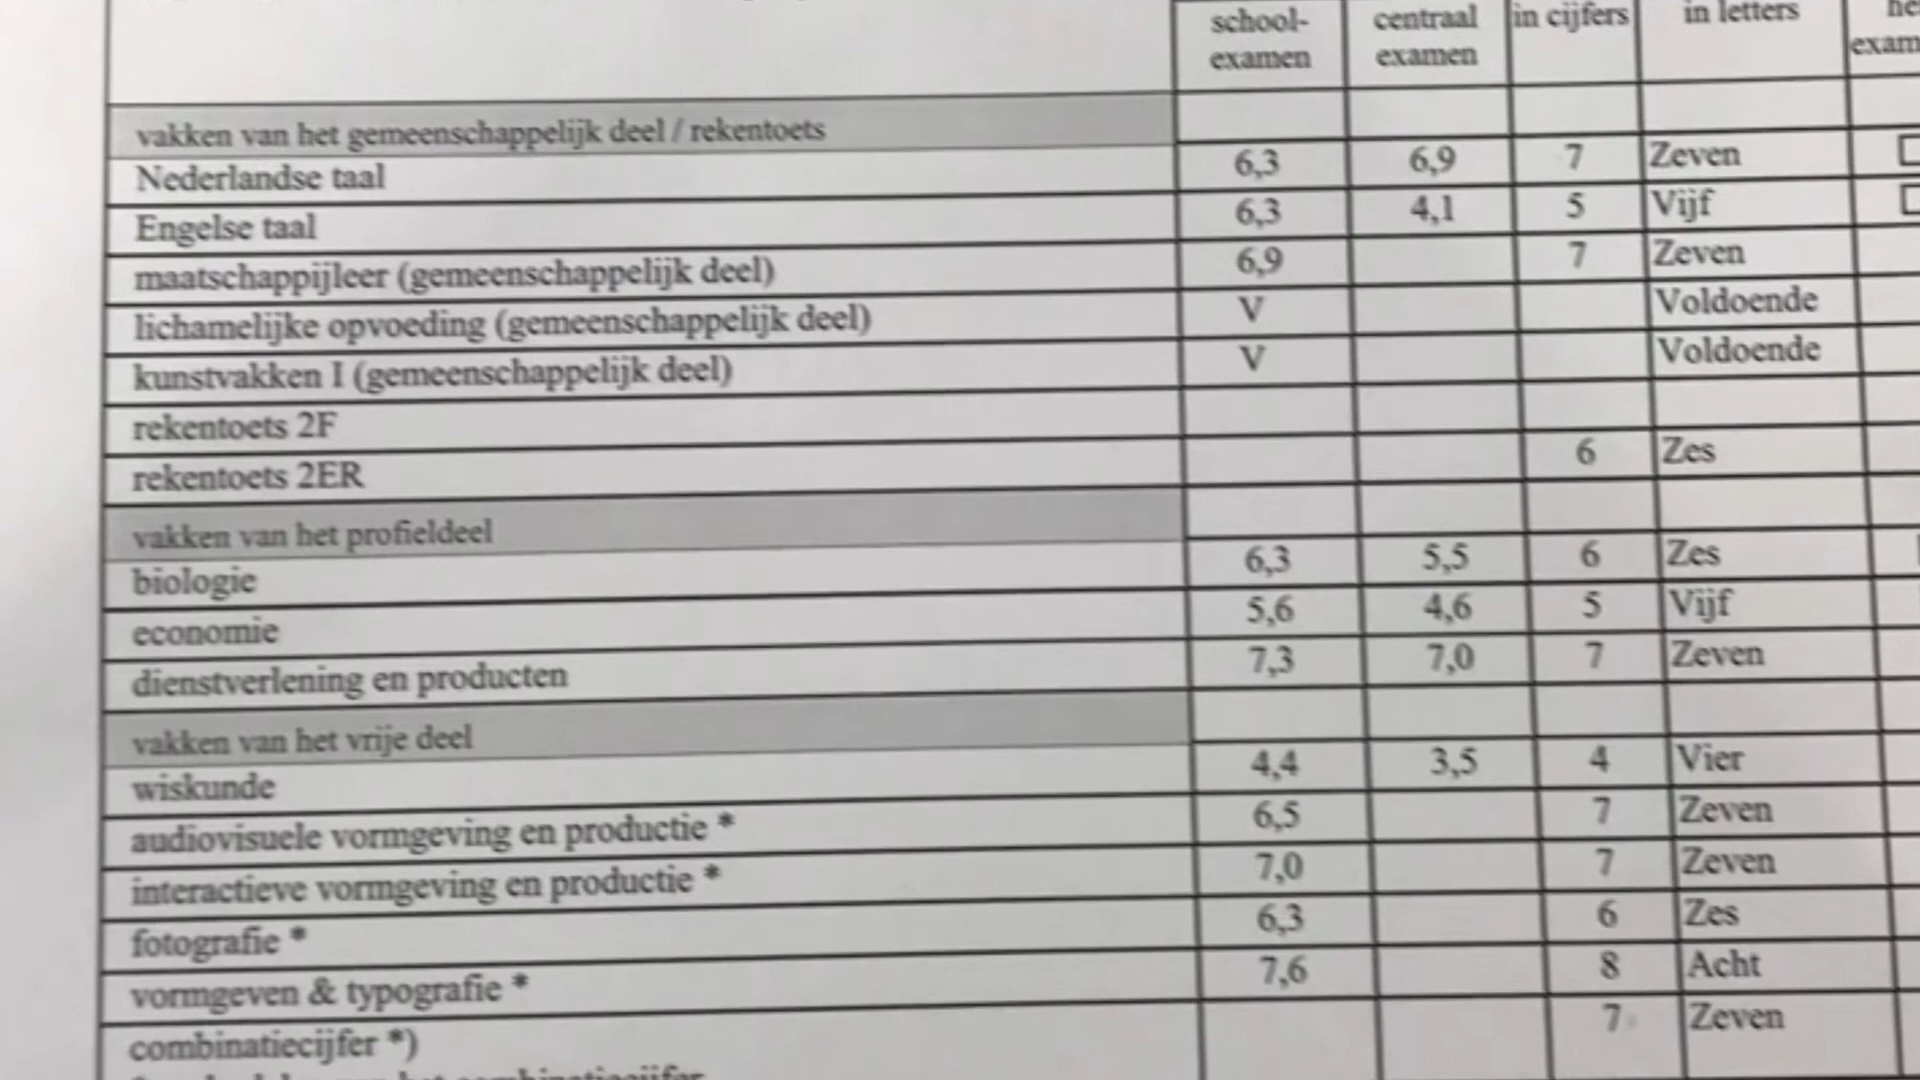 school- centraal in cijfers in letters
examen examen
vakken van het gemeenschappelijk deel / rekentoets
Nederlandse taal 6,3 6,9 7 Zeven
Engelse taal 6,3 4,1 5 Vijf
maatschappijleer (gemeenschappelijk deel) 6,9 7 Zeven
lichamelijke opvoeding (gemeenschappelijk deel) V Voldoende
kunstvakken I (gemeenschappelijk deel) V Voldoende
rekentoets 2F
rekentoets 2ER 6 Zes
vakken van het profieldeel
biologie 6,3 5,5 6 Zes
economie 5,6 4,6 5 Vijf
dienstverlening en producten 7,3 7,0 7 Zeven
vakken van het vrije deel
wiskunde 4,4 3,5 4 Vier
audiovisuele vormgeving en productie * 6,5 7 Zeven
interactieve vormgeving en productie * 7,0 7 Zeven
fotografie * 6,3 6 Zes
vormgeven & typografie * 7,6 8 Acht
combinatiecijfer *) 7 Zeven